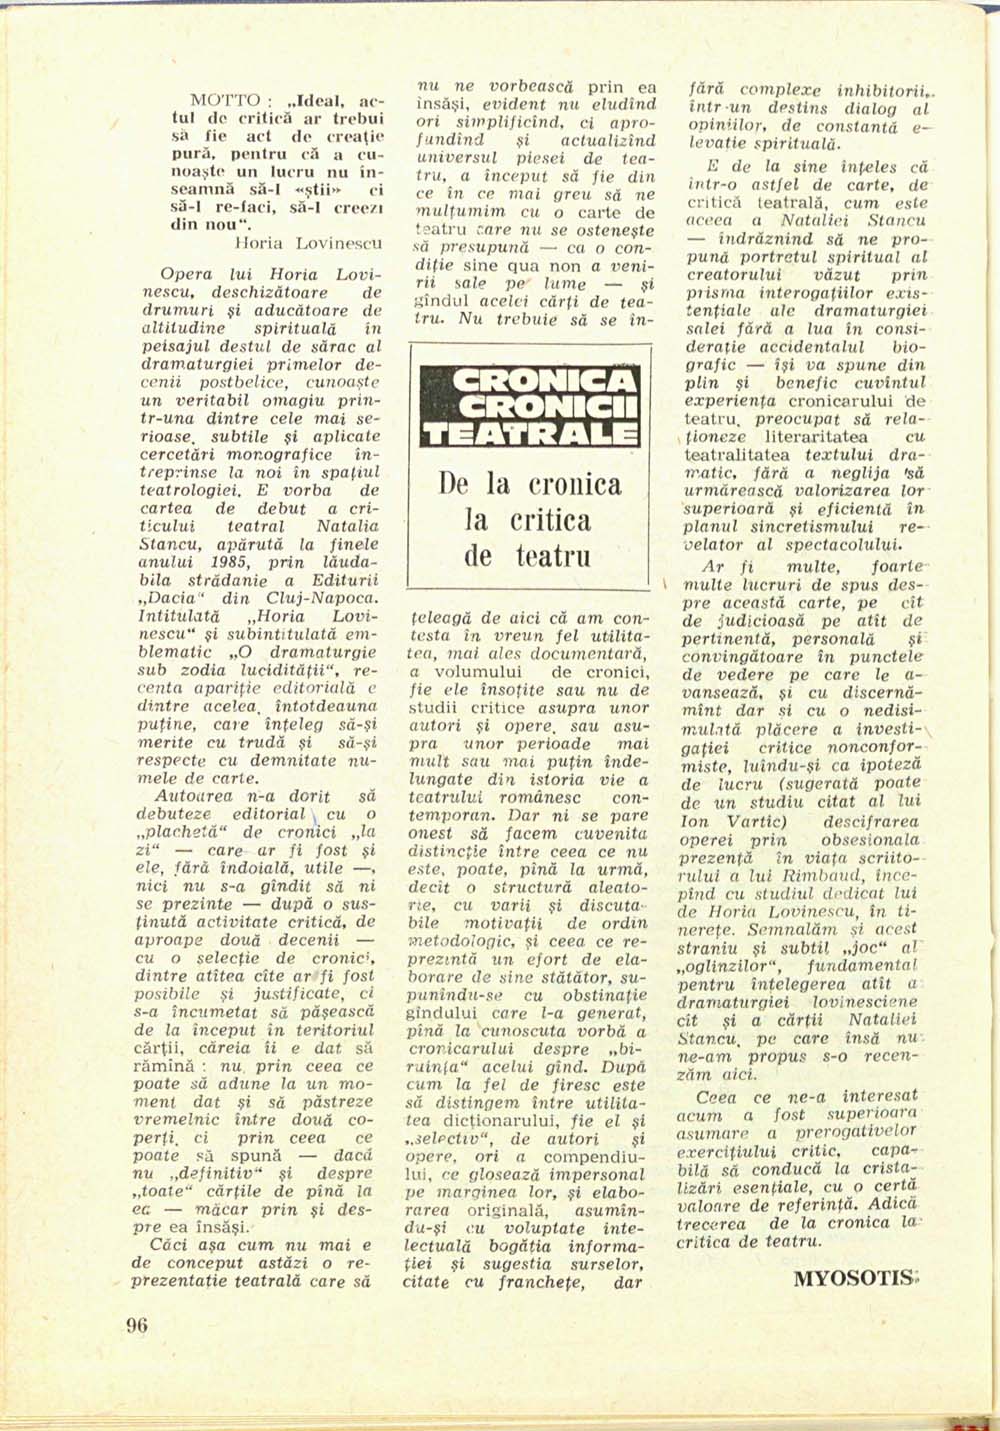 MOTTO : „Ideal, ac-
tul de critică ar trebui
să fie act de creație
pură, pentru că a cu-
noaște un lucru nu în-
seamnă să-l «știi» ci
să-l re-faci, să-l creezi
din nou“.
Horia Lovinescu
Opera lui Horia Lovi-
nescu, deschizătoare de
drumuri și aducătoare de
altitudine spirituală în
peisajul destul de sărac al
dramaturgiei primelor de-
cenii postbelice, cunoaște
un veritabil omagiu prin-
tr-una dintre cele mai se-
rioase, subtile și aplicate
cercetări monografice în-
treprinse la noi în spațiul
teatrologiei. E vorba de
cartea de debut a cri-
ticului teatral Natalia
Stancu, apărută la finele
anului 1985, prin lăuda-
bila strădanie a Editurii
„Dacia“ din Cluj-Napoca.
Intitulată „Horia Lovi-
nescu“ și subintitulată em-
blematic „O dramaturgie
sub zodia lucidității“, re-
centa apariție editorială e
dintre acelea, întotdeauna
puține, care înțeleg să-și
merite cu trudă și să-și
respecte cu demnitate nu-
mele de carte.
Autoarea n-a dorit să
debuteze editorial cu o
„plachetă“ de cronici „la
zi“ — care ar fi fost și
ele, fără îndoială, utile —,
nici nu s-a gîndit să ni
se prezinte — după o sus-
ținută activitate critică, de
aproape două decenii —
cu o selecție de cronici,
dintre atîtea cîte ar fi fost
posibile și justificate, ci
s-a încumetat să pășească
de la început în teritoriul
cărții, căreia îi e dat să
rămînă : nu prin ceea ce
poate să adune la un mo-
ment dat și să păstreze
vremelnic între două co-
perți, ci prin ceea ce
poate să spună — dacă
nu „definitiv“ și despre
„toate“ cărțile de pînă la
ea — măcar prin și des-
pre ea însăși.
Căci așa cum nu mai e
de conceput astăzi o re-
prezentație teatrală care să
nu ne vorbească prin ea
însăși, evident nu eludînd
ori simplificînd, ci apro-
fundînd și actualizînd
universul piesei de tea-
tru, a început să fie din
ce în ce mai greu să ne
mulțumim cu o carte de
teatru care nu se ostenește
să presupună — ca o con-
diție sine qua non a veni-
rii sale pe lume — și
gîndul acelei cărți de tea-
tru. Nu trebuie să se în-
CRONICA
CRONICII
TEATRALE
De la cronica
la critica
de teatru
țeleagă de aici că am con-
testa în vreun fel utilita-
tea, mai ales documentară,
a volumului de cronici,
fie ele însoțite sau nu de
studii critice asupra unor
autori și opere, sau asu-
pra unor perioade mai
mult sau mai puțin înde-
lungate din istoria vie a
teatrului românesc con-
temporan. Dar ni se pare
onest să facem cuvenita
distincție între ceea ce nu
este, poate, pînă la urmă,
decît o structură aleato-
rie, cu varii și discuta-
bile motivații de ordin
metodologic, și ceea ce re-
prezintă un efort de ela-
borare de sine stătător, su-
punîndu-se cu obstinație
gîndului care l-a generat,
pînă la cunoscuta vorbă a
cronicarului despre „bi-
ruința“ acelui gînd. După
cum la fel de firesc este
să distingem între utilita-
tea dicționarului, fie el și
„selectiv“, de autori și
opere, ori a compendiu-
lui, ce glosează impersonal
pe marginea lor, și elabo-
rarea originală, asumîn-
du-și cu voluptate inte-
lectuală bogăția informa-
ției și sugestia surselor,
citate cu franchețe, dar
fără complexe inhibitorii,
într-un destins dialog al
opiniilor, de constantă e-
levație spirituală.
E de la sine înțeles că
într-o astfel de carte, de
critică teatrală, cum este
aceea a Nataliei Stancu
— îndrăznind să ne pro-
pună portretul spiritual al
creatorului văzut prin
prisma interogațiilor exis-
tențiale ale dramaturgiei
salei fără a lua în consi-
derație accidentalul bio-
grafic — își va spune din
plin și benefic cuvîntul
experiența cronicarului de
teatru, preocupat să rela-
ționeze literaritatea cu
teatralitatea textului dra-
matic, fără a neglija să
urmărească valorizarea lor
superioară și eficientă în
planul sincretismului re-
velator al spectacolului.
Ar fi multe, foarte
multe lucruri de spus des-
pre această carte, pe cît
de judicioasă pe atît de
pertinentă, personală și
convingătoare în punctele
de vedere pe care le a-
vansează, și cu discernă-
mînt dar și cu o nedisi-
mulată plăcere a investi-
gației critice nonconfor-
miste, luîndu-și ca ipoteză
de lucru (sugerată poate
de un studiu citat al lui
Ion Vartic) descifrarea
operei prin obsesionala
prezență în viața scriito-
rului a lui Rimbaud, înce-
pînd cu studiul dedicat lui
de Horia Lovinescu, în ti-
nerețe. Semnalăm și acest
straniu și subtil „joc“ al
„oglinzilor“, fundamental
pentru înțelegerea atît a
dramaturgiei lovinesciene
cît și a cărții Nataliei
Stancu, pe care însă nu
ne-am propus s-o recen-
zăm aici.
Ceea ce ne-a interesat
acum a fost superioara
asumare a prerogativelor
exercițiului critic, capa-
bilă să conducă la crista-
lizări esențiale, cu o certă
valoare de referință. Adică
trecerea de la cronica la
critica de teatru.
MYOSOTIS
96